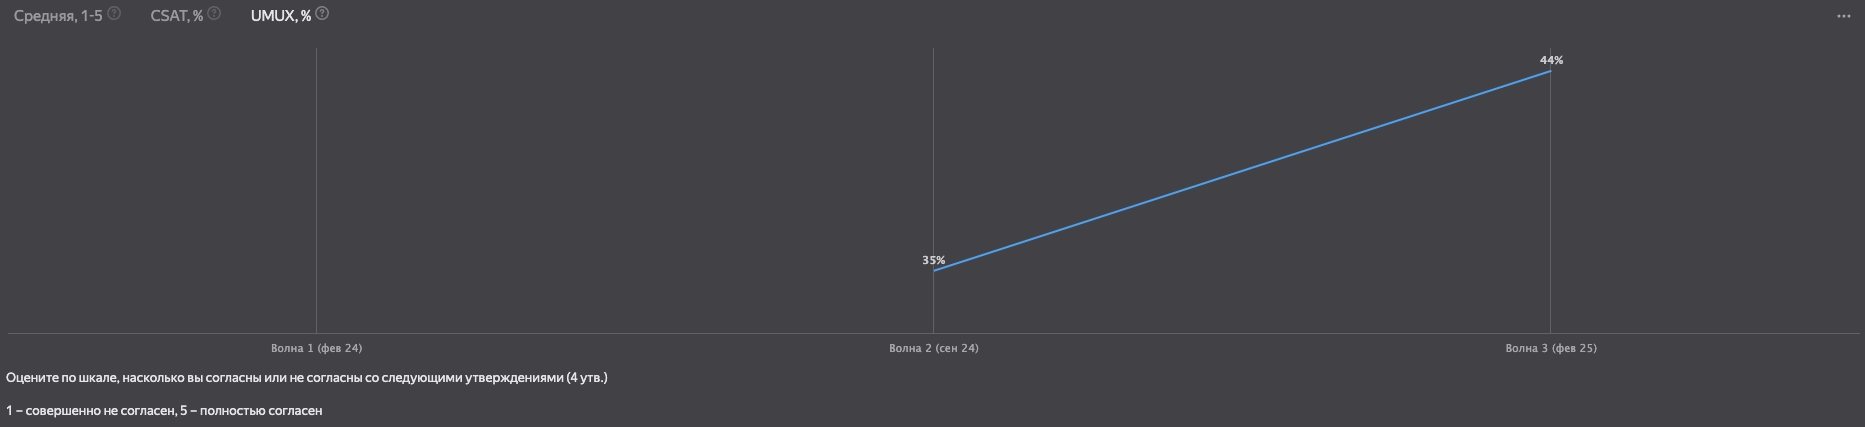 Средняя, 1-5 ? CSAT, % ? UMUX, % ? ...
44%
35%
Волна 1 (фев 24) Волна 2 (сен 24) Волна 3 (фев 25)
Оцените по шкале, насколько вы согласны или не согласны со следующими утверждениями (4 утв.)
1 – совершенно не согласен, 5 – полностью согласен